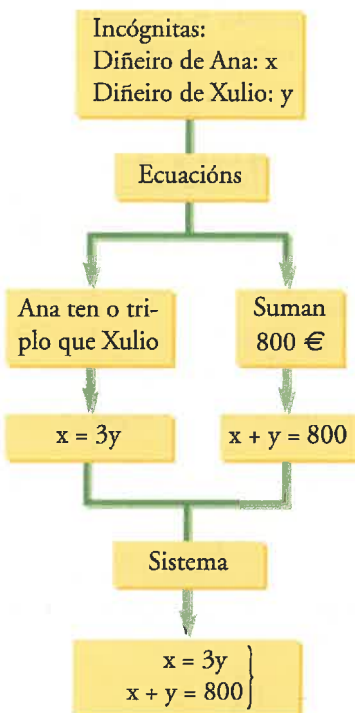 Incógnitas:
Diñeiro de Ana: x
Diñeiro de Xulio: y
Ecuacións
Ana ten o tri-
plo que Xulio
Suman
800 €
x = 3y
x + y = 800
Sistema
x = 3y
x + y = 800